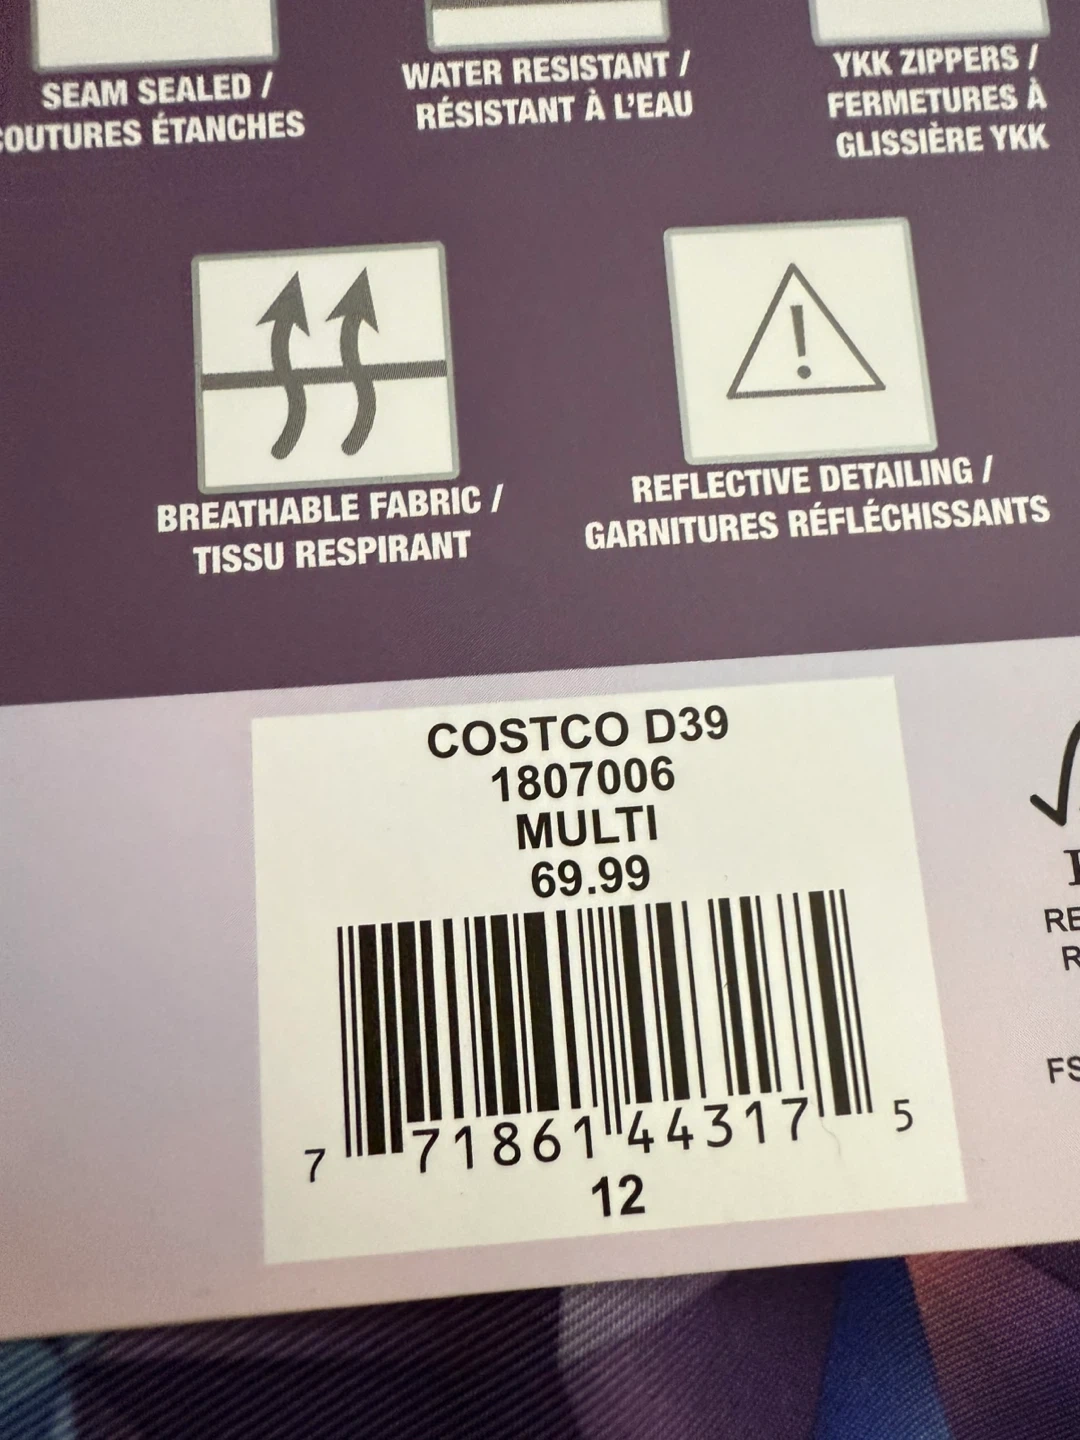 SEAM SEALED /
COUTURES ÉTANCHES
WATER RESISTANT /
RÉSISTANT À L'EAU
YKK ZIPPERS /
FERMETURES À
GLISSIÈRE YKK
!
BREATHABLE FABRIC /
TISSU RESPIRANT
REFLECTIVE DETAILING /
GARNITURES RÉFLÉCHISSANTS
COSTCO D39
1807006
MULTI
69.99
7 71861 44317 5
12